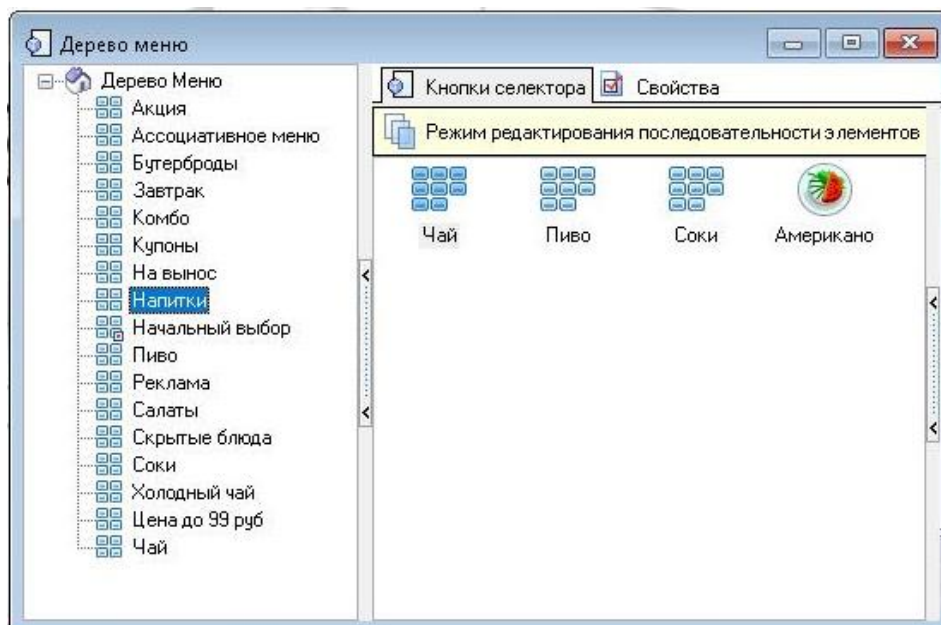 Дерево меню
Дерево Меню
Акция
Ассоциативное меню
Бутерброды
Завтрак
Комбо
Купоны
На вынос
Напитки
Начальный выбор
Пиво
Реклама
Салаты
Скрытые блюда
Соки
Холодный чай
Цена до 99 руб
Чай
Кнопки селектора Свойства
Режим редактирования последовательности элементов
Чай Пиво Соки Американо